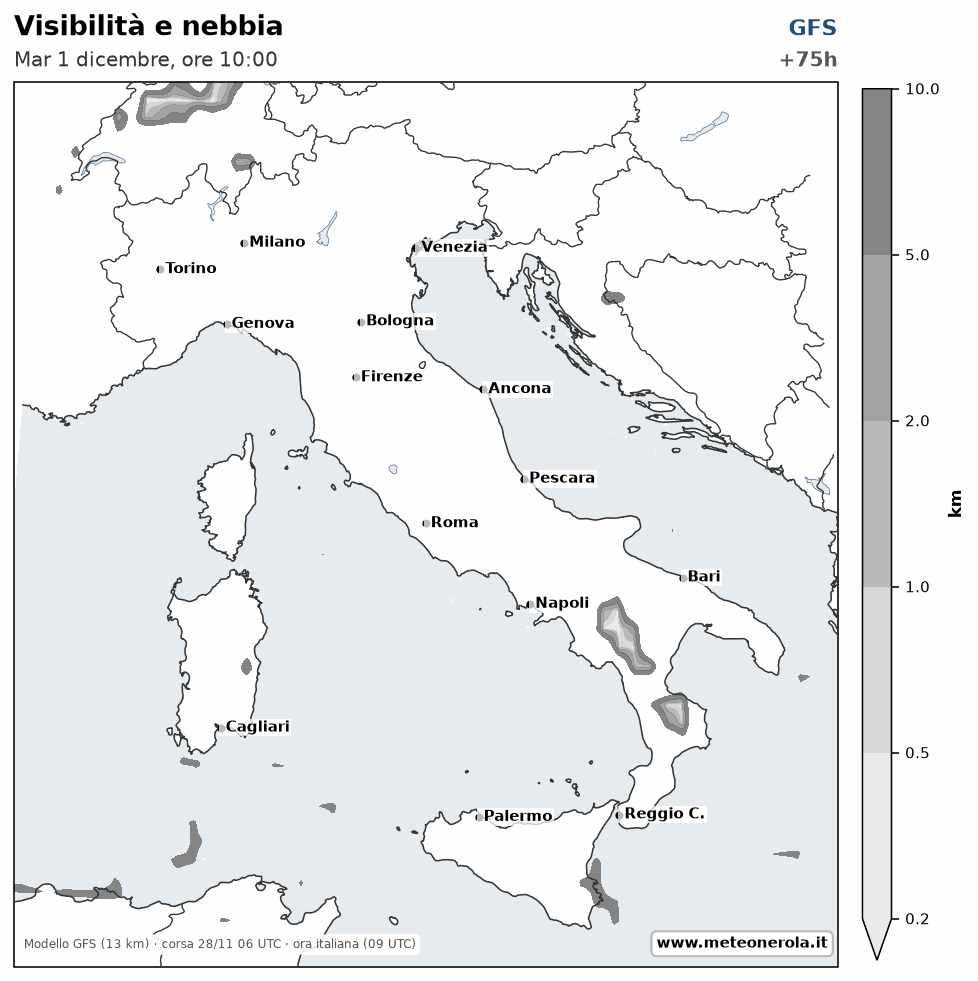 Visibilità e nebbia
GFS
Mar 1 dicembre, ore 10:00
+75h
10.0
5.0
2.0
1.0
0.5
0.2
km
Milano
Venezia
Torino
Genova
Bologna
Firenze
Ancona
Pescara
Roma
Bari
Napoli
Cagliari
Palermo
Reggio C.
Modello GFS (13 km) · corsa 28/11 06 UTC · ora italiana (09 UTC)
www.meteonerola.it